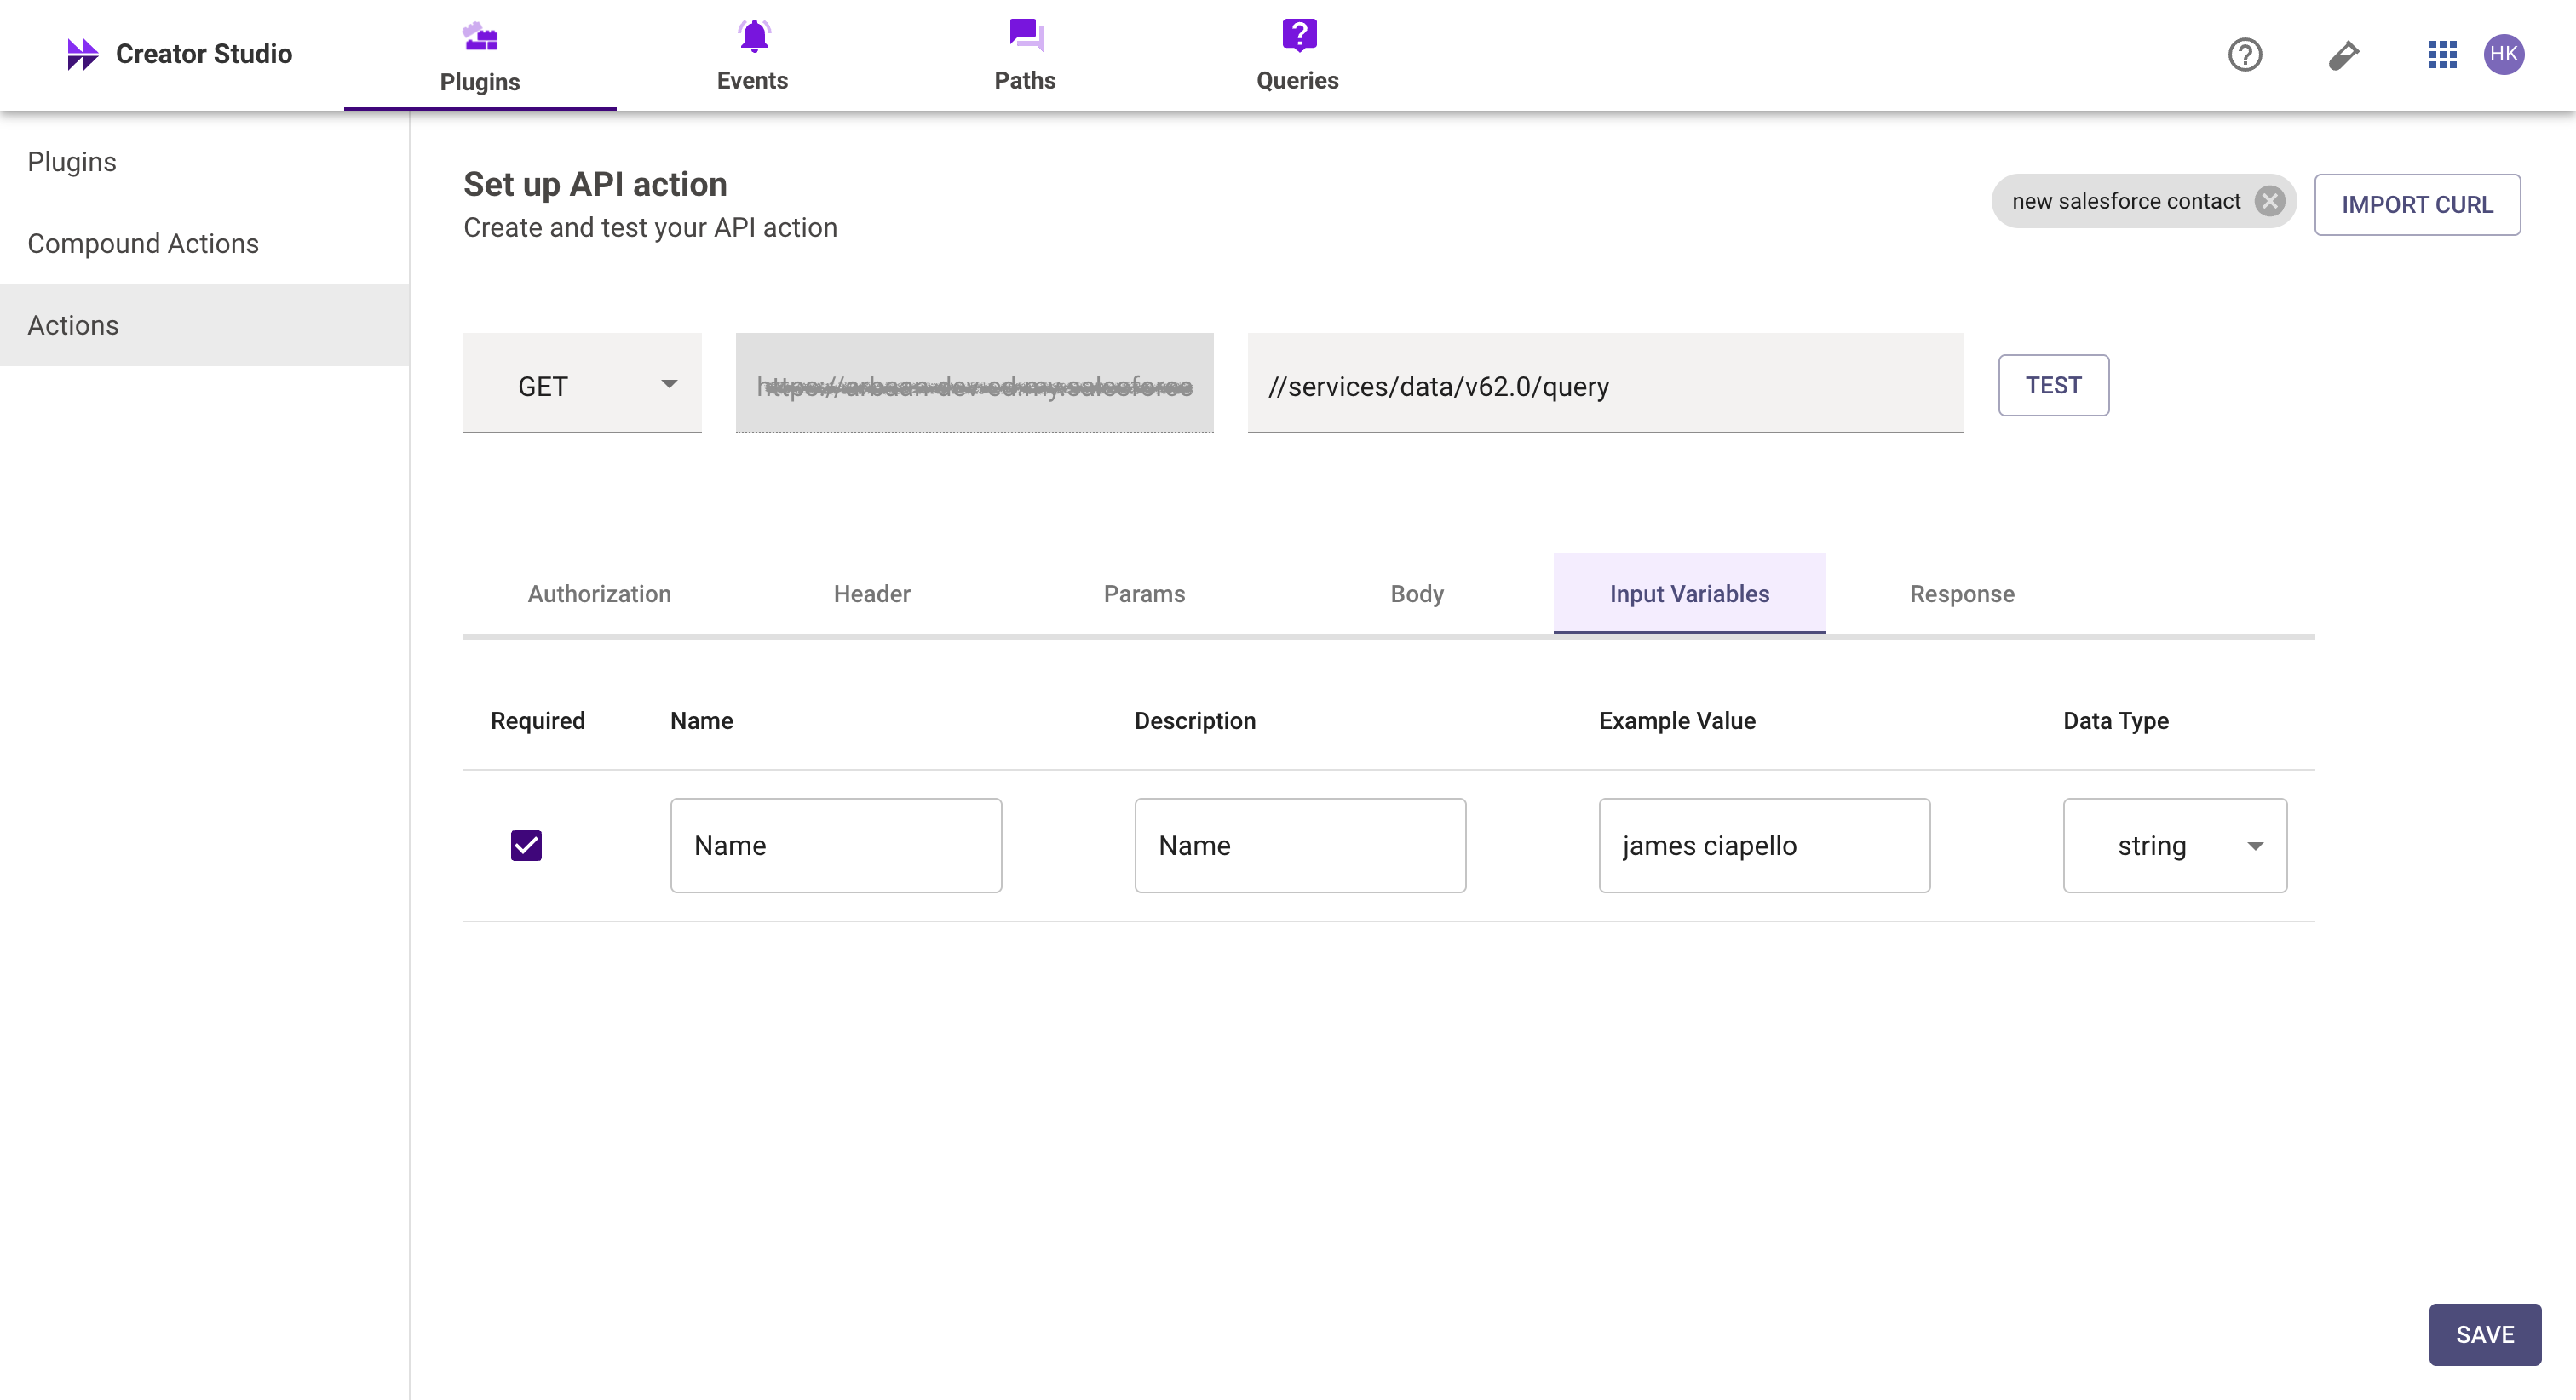 Creator Studio
Plugins
Events
Paths
Queries
HK
Plugins
Compound Actions
Actions
Set up API action
Create and test your API action
new salesforce contact
IMPORT CURL
GET
//services/data/v62.0/query
TEST
Authorization
Header
Params
Body
Input Variables
Response
Required
Name
Description
Example Value
Data Type
Name
Name
james ciapello
string
SAVE